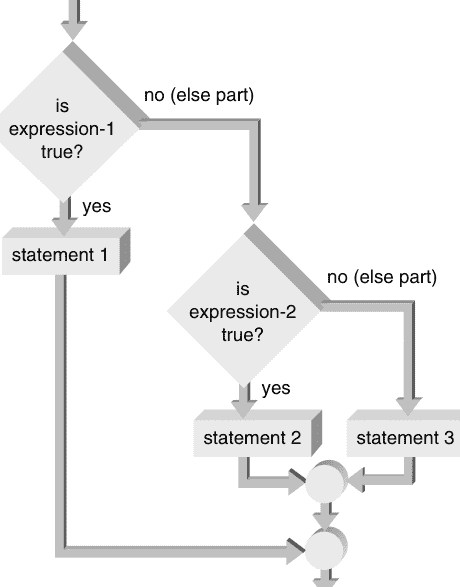 is
expression-1
true?
no (else part)
yes
statement 1
is
expression-2
true?
no (else part)
yes
statement 2
statement 3